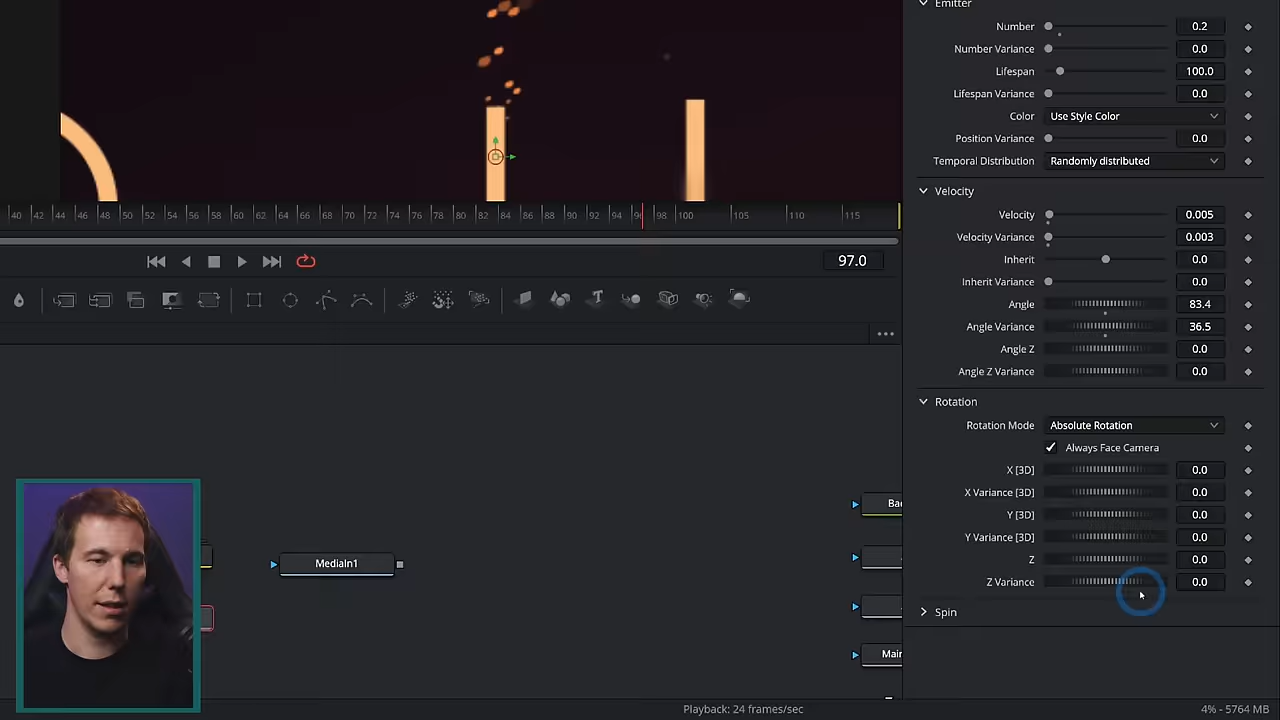 Emitter
Number 0.2
Number Variance 0.0
Lifespan 100.0
Lifespan Variance 0.0
Color Use Style Color
Position Variance 0.0
Temporal Distribution Randomly distributed
Velocity
Velocity 0.005
Velocity Variance 0.003
Inherit 0.0
Inherit Variance 0.0
Angle 83.4
Angle Variance 36.5
Angle Z 0.0
Angle Z Variance 0.0
Rotation
Rotation Mode Absolute Rotation
Always Face Camera
X [3D] 0.0
X Variance [3D] 0.0
Y [3D] 0.0
Y Variance [3D] 0.0
Z 0.0
Z Variance 0.0
Spin
40 42 44 46 48 50 52 54 56 58 60 62 64 66 68 70 72 74 76 78 80 82 84 86 88 90 92 94 98 100 105 110 115
97.0
MediaIn1
Playback: 24 frames/sec
4% - 5764 MB